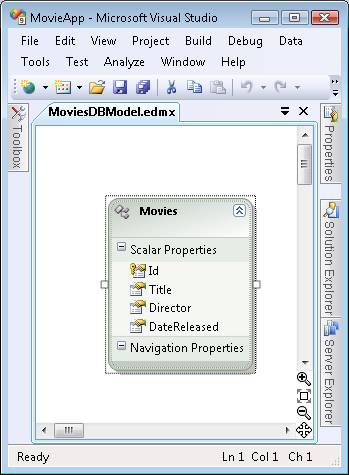 MovieApp - Microsoft Visual Studio
File Edit View Project Build Debug Data
Tools Test Analyze Window Help
MoviesDBModel.edmx
Toolbox
Properties
Solution Explorer
Server Explorer
Movies
Scalar Properties
Id
Title
Director
DateReleased
Navigation Properties
Ready Ln 1 Col 1 Ch 1